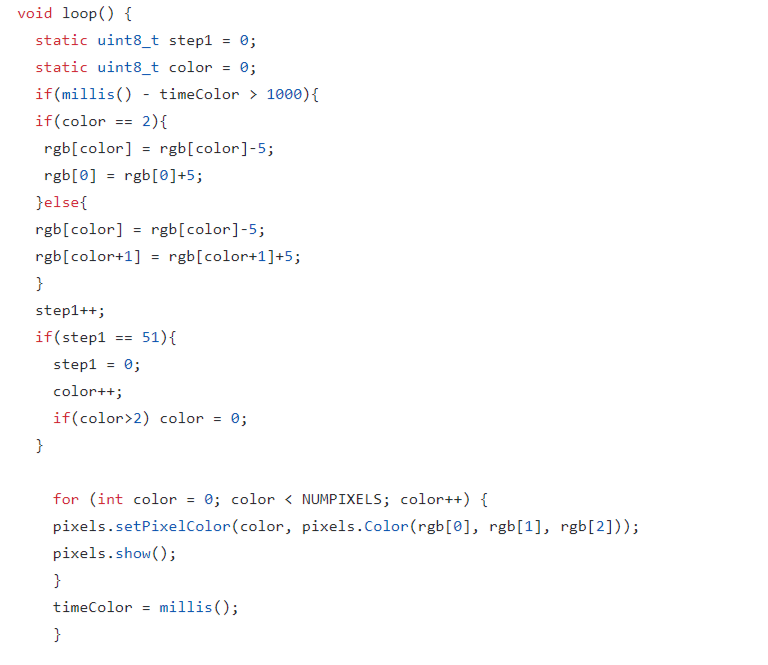 void loop() {
  static uint8_t step1 = 0;
  static uint8_t color = 0;
  if(millis() - timeColor > 1000){
  if(color == 2){
   rgb[color] = rgb[color]-5;
   rgb[0] = rgb[0]+5;
  }else{
  rgb[color] = rgb[color]-5;
  rgb[color+1] = rgb[color+1]+5;
  }
  step1++;
  if(step1 == 51){
    step1 = 0;
    color++;
    if(color>2) color = 0;
  }

    for (int color = 0; color < NUMPIXELS; color++) {
    pixels.setPixelColor(color, pixels.Color(rgb[0], rgb[1], rgb[2]));
    pixels.show();
    }
    timeColor = millis();
    }